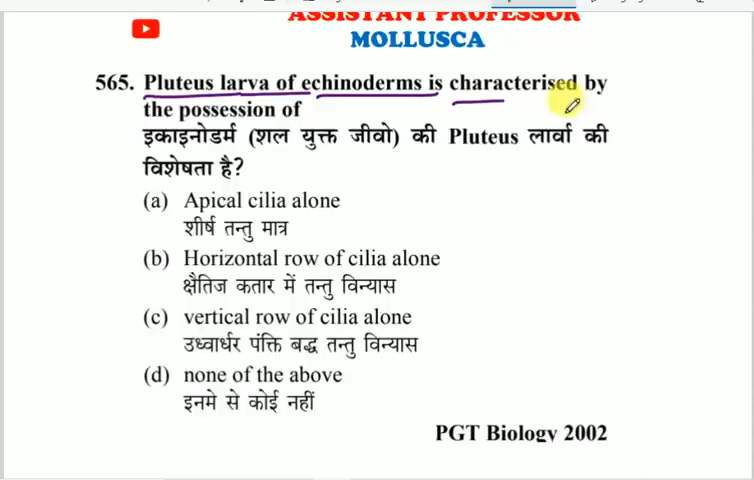 ASSISTANT PROFESSOR
MOLLUSCA
565. Pluteus larva of echinoderms is characterised by
the possession of
इकाइनोडर्म (शल युक्त जीवो) की Pluteus लार्वा की
विशेषता है?
(a) Apical cilia alone
शीर्ष तन्तु मात्र
(b) Horizontal row of cilia alone
क्षैतिज कतार में तन्तु विन्यास
(c) vertical row of cilia alone
उध्वार्धर पंक्ति बद्ध तन्तु विन्यास
(d) none of the above
इनमे से कोई नहीं
PGT Biology 2002